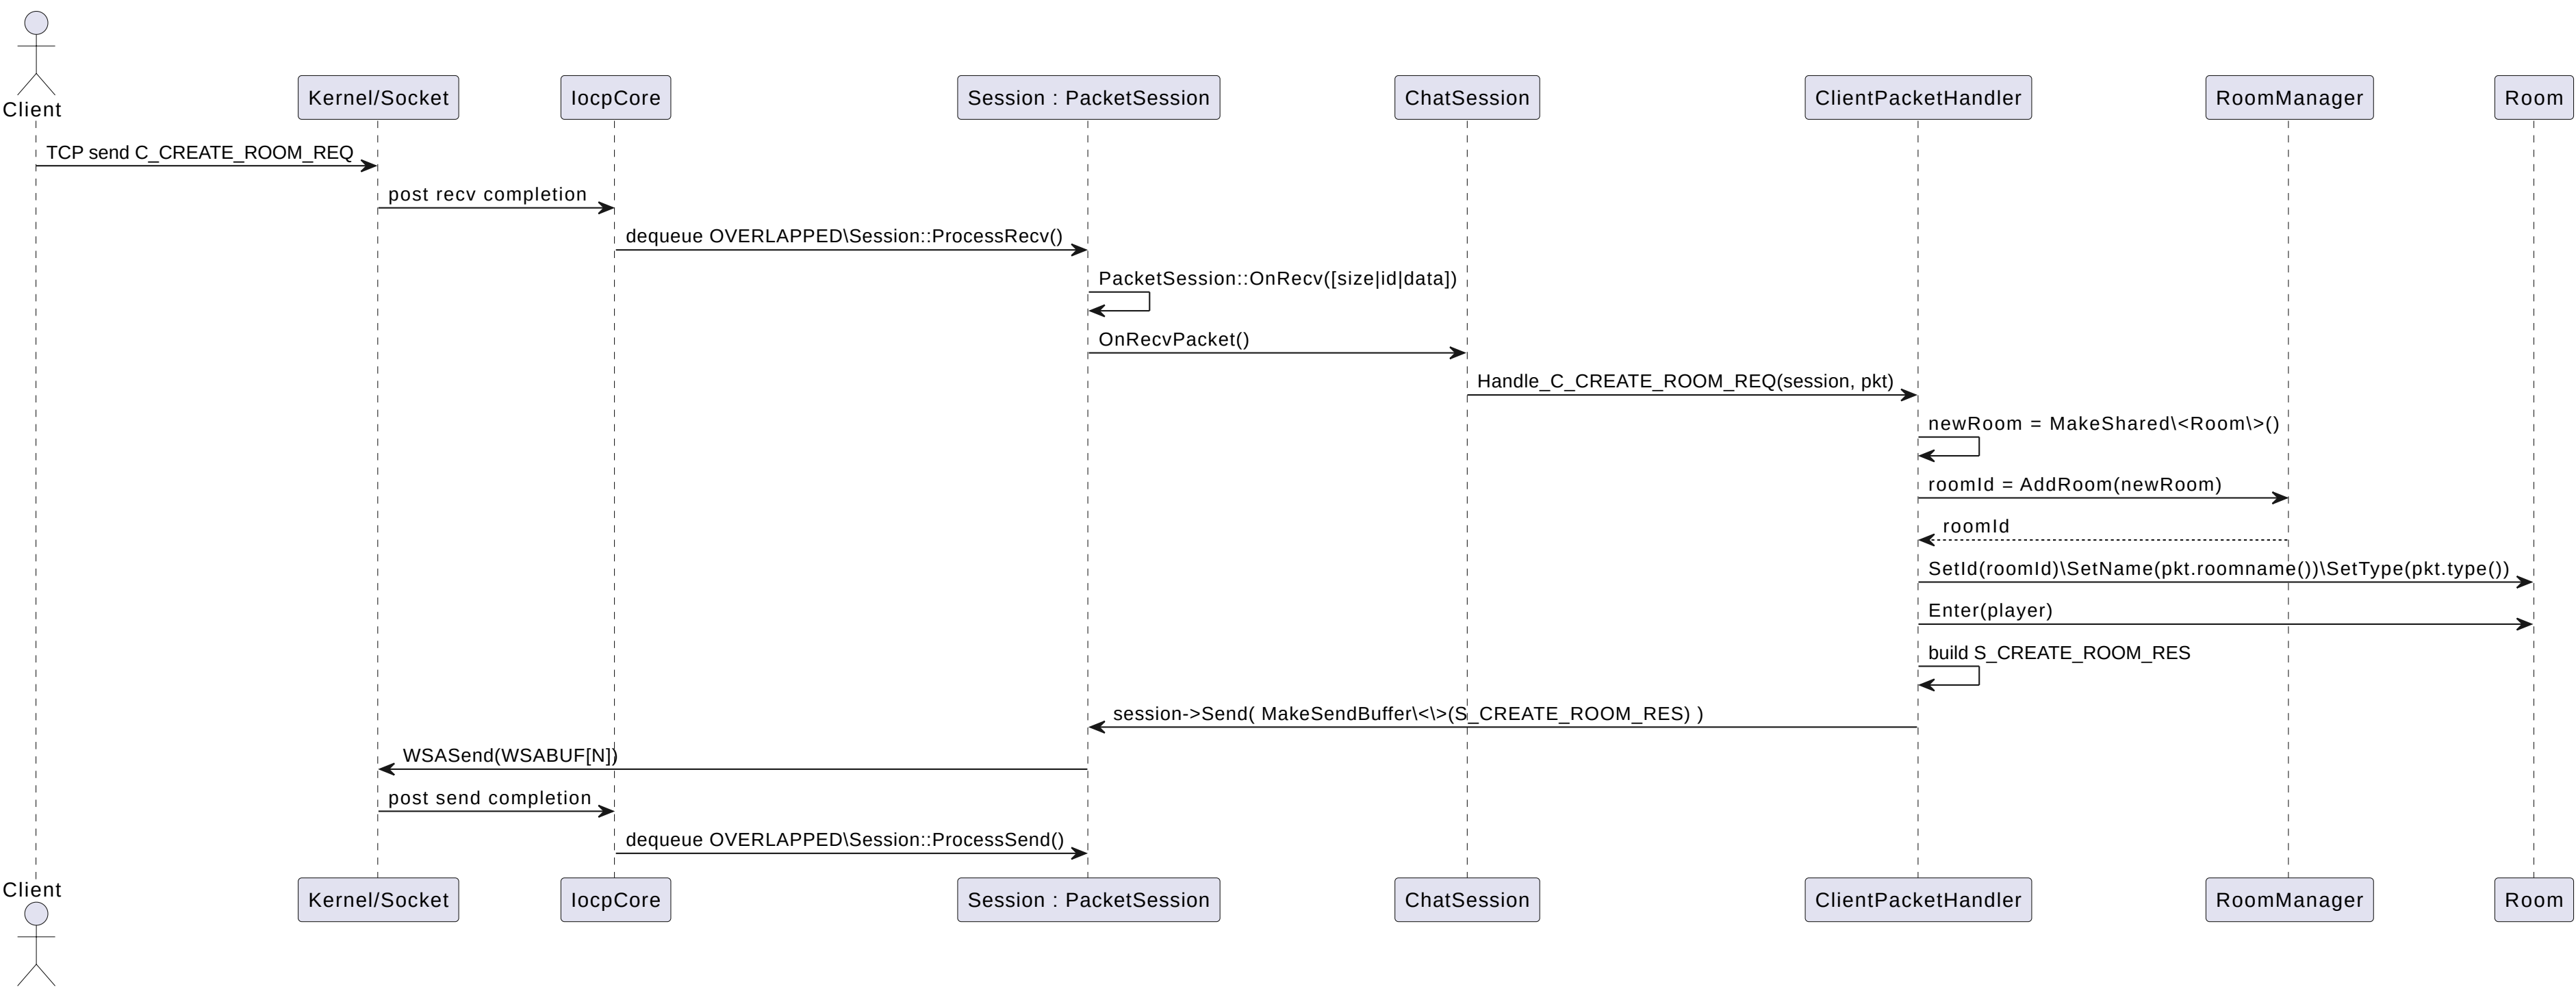 Client
Kernel/Socket
IocpCore
Session : PacketSession
ChatSession
ClientPacketHandler
RoomManager
Room
TCP send C_CREATE_ROOM_REQ
post recv completion
dequeue OVERLAPPED\Session::ProcessRecv()
PacketSession::OnRecv([size|id|data])
OnRecvPacket()
Handle_C_CREATE_ROOM_REQ(session, pkt)
newRoom = MakeShared\<Room\>()
roomId = AddRoom(newRoom)
roomId
SetId(roomId)\SetName(pkt.roomname())\SetType(pkt.type())
Enter(player)
build S_CREATE_ROOM_RES
session->Send( MakeSendBuffer\<\>(S_CREATE_ROOM_RES) )
WSASend(WSABUF[N])
post send completion
dequeue OVERLAPPED\Session::ProcessSend()
Client
Kernel/Socket
IocpCore
Session : PacketSession
ChatSession
ClientPacketHandler
RoomManager
Room